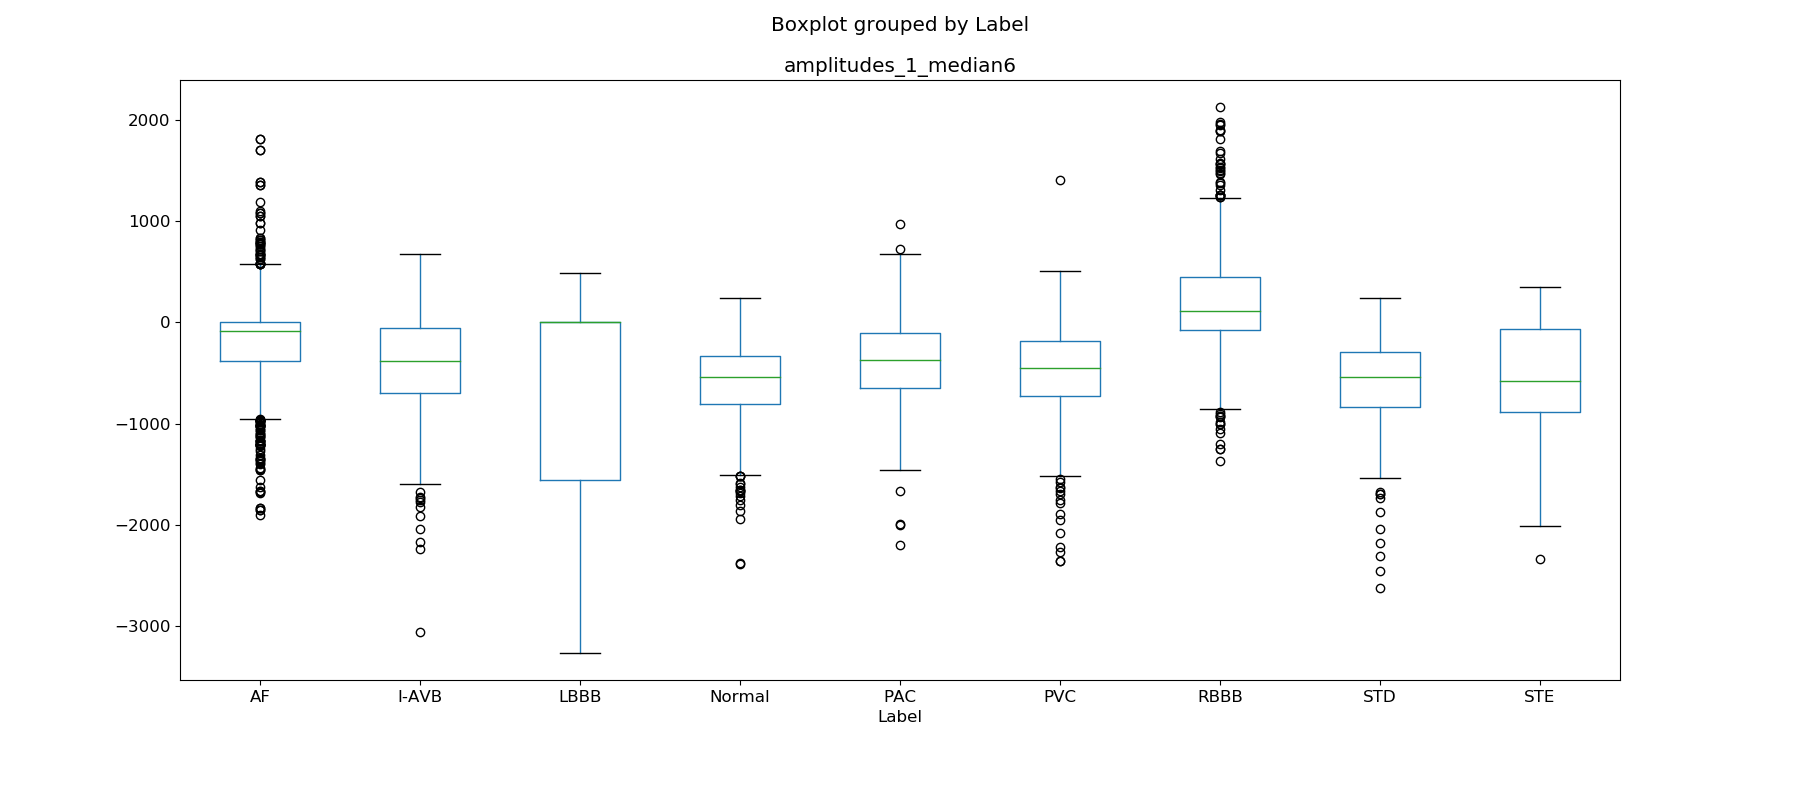 Boxplot grouped by Label
amplitudes_1_median6
2000
1000
0
−1000
−2000
−3000
AF I-AVB LBBB Normal PAC PVC RBBB STD STE
Label